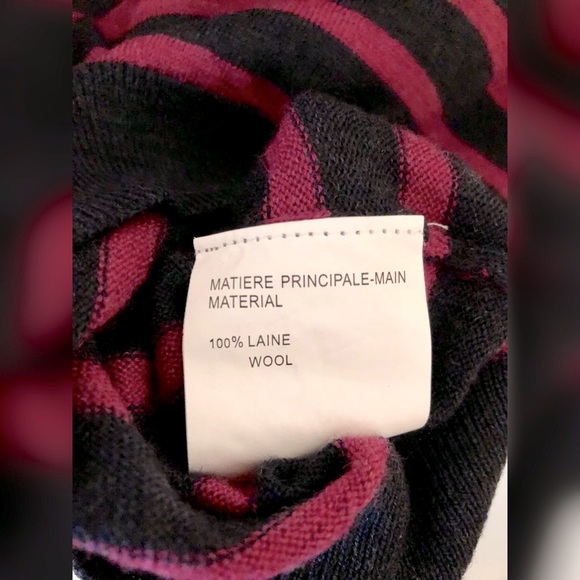 MATIERE PRINCIPALE-MAIN
MATERIAL
100% LAINE
WOOL